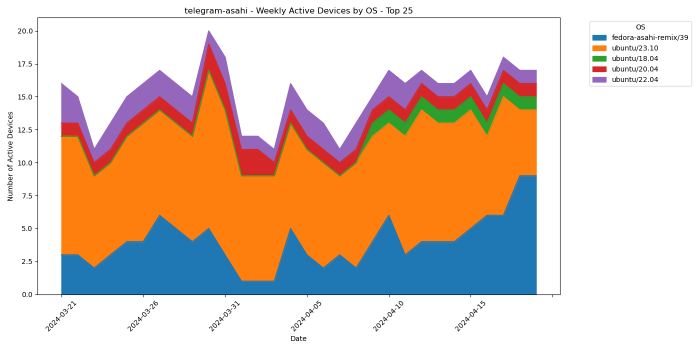 telegram-asahi - Weekly Active Devices by OS - Top 25
OS
fedora-asahi-remix/39
ubuntu/23.10
ubuntu/18.04
ubuntu/20.04
ubuntu/22.04
Number of Active Devices
20.0
17.5
15.0
12.5
10.0
7.5
5.0
2.5
0.0
2024-03-21
2024-03-26
2024-03-31
2024-04-05
2024-04-10
2024-04-15
Date